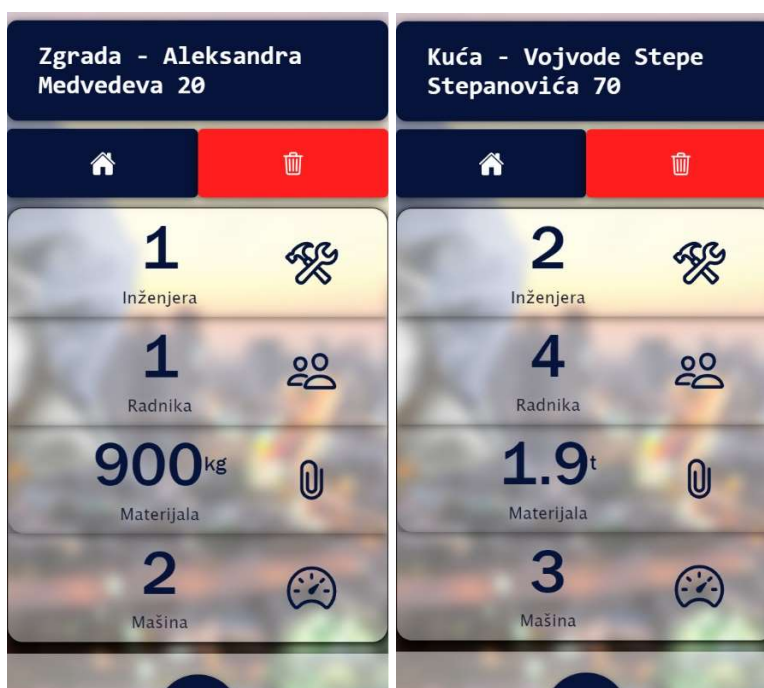 Zgrada - Aleksandra
Medvedeva 20
1
Inženjera
1
Radnika
900kg
Materijala
2
Mašina
Kuća - Vojvode Stepe
Stepanovića 70
2
Inženjera
4
Radnika
1.9t
Materijala
3
Mašina